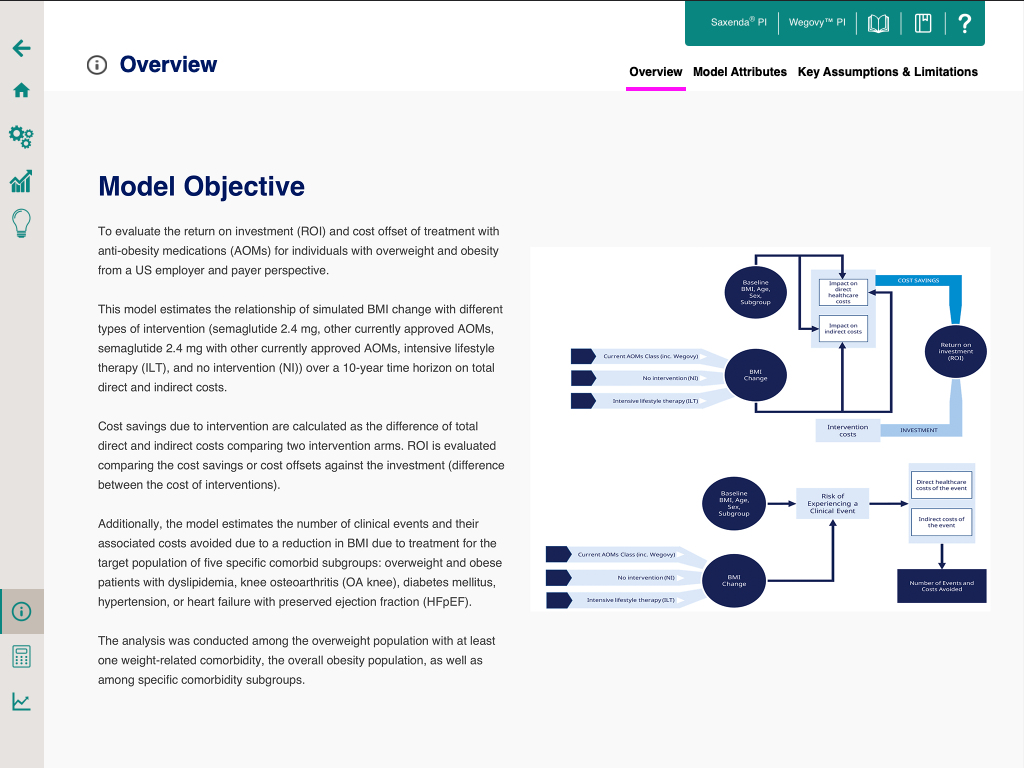 Saxenda® PI
Wegovy™ PI
?
Overview
Overview
Model Attributes
Key Assumptions & Limitations
Model Objective
To evaluate the return on investment (ROI) and cost offset of treatment with
anti-obesity medications (AOMs) for individuals with overweight and obesity
from a US employer and payer perspective.
This model estimates the relationship of simulated BMI change with different
types of intervention (semaglutide 2.4 mg, other currently approved AOMs,
semaglutide 2.4 mg with other currently approved AOMs, intensive lifestyle
therapy (ILT), and no intervention (NI)) over a 10-year time horizon on total
direct and indirect costs.
Cost savings due to intervention are calculated as the difference of total
direct and indirect costs comparing two intervention arms. ROI is evaluated
comparing the cost savings or cost offsets against the investment (difference
between the cost of interventions).
Additionally, the model estimates the number of clinical events and their
associated costs avoided due to a reduction in BMI due to treatment for the
target population of five specific comorbid subgroups: overweight and obese
patients with dyslipidemia, knee osteoarthritis (OA knee), diabetes mellitus,
hypertension, or heart failure with preserved ejection fraction (HFpEF).
The analysis was conducted among the overweight population with at least
one weight-related comorbidity, the overall obesity population, as well as
among specific comorbidity subgroups.
Baseline
BMI, Age,
Sex,
Subgroup
Impact on
direct
healthcare
costs
Impact on
indirect costs
COST SAVINGS
Return on
investment
(ROI)
Current AOMs Class (inc. Wegovy)
No intervention (NI)
Intensive lifestyle therapy (ILT)
BMI
Change
Intervention
costs
INVESTMENT
Baseline
BMI, Age,
Sex,
Subgroup
Risk of
Experiencing a
Clinical Event
Direct healthcare
costs of the event
Indirect costs of
the event
Current AOMs Class (inc. Wegovy)
No intervention (NI)
Intensive lifestyle therapy (ILT)
BMI
Change
Number of Events and
Costs Avoided